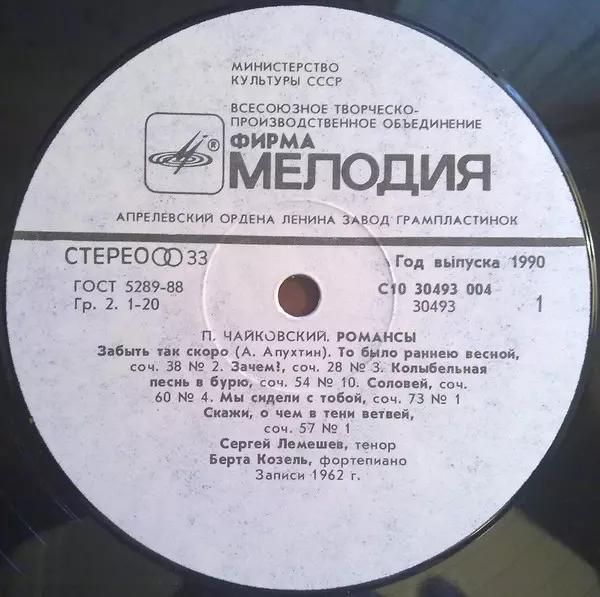 МИНИСТЕРСТВО
КУЛЬТУРЫ СССР
ВСЕСОЮЗНОЕ ТВОРЧЕСКО-
ПРОИЗВОДСТВЕННОЕ ОБЪЕДИНЕНИЕ
ФИРМА
® МЕЛОДИЯ
АПРЕЛЕВСКИЙ ОРДЕНА ЛЕНИНА ЗАВОД ГРАМПЛАСТИНОК
СТЕРЕО 33 Год выпуска 1990
ГОСТ 5289-88 С10 30493 004
Гр. 2. 1-20 30493 1
П. ЧАЙКОВСКИЙ. РОМАНСЫ
Забыть так скоро (А. Апухтин). То было раннею весной,
соч. 38 № 2. Зачем?, соч. 28 № 3. Колыбельная
песнь в бурю, соч. 54 № 10. Соловей, соч.
60 № 4. Мы сидели с тобой, соч. 73 № 1
Скажи, о чем в тени ветвей,
соч. 57 № 1
Сергей Лемешев, тенор
Берта Козель, фортепиано
Записи 1962 г.